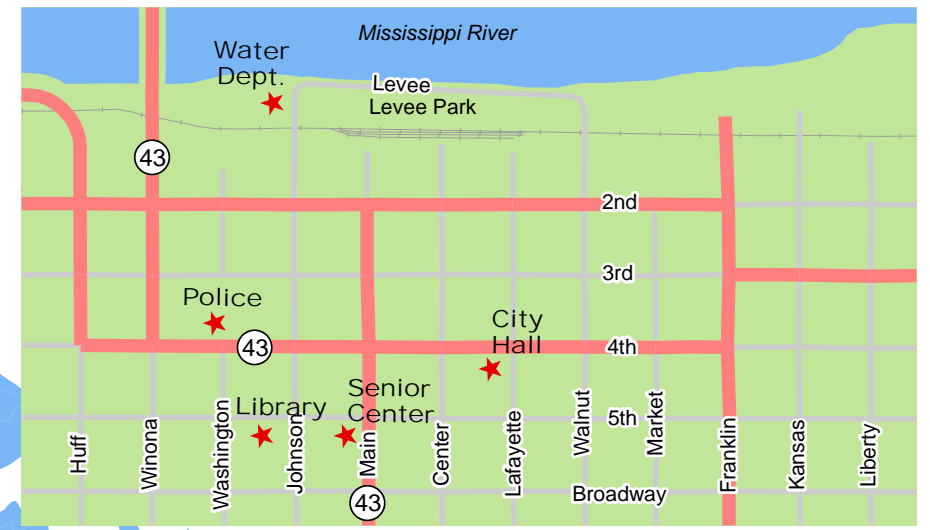 Mississippi River
Water
Dept.
Levee
Levee Park
43
2nd
3rd
Police
City
Hall
43
4th
Senior
Center
Library
5th
Huff
Winona
Washington
Johnson
Main
Center
Lafayette
Walnut
Market
Franklin
Kansas
Liberty
Broadway
43